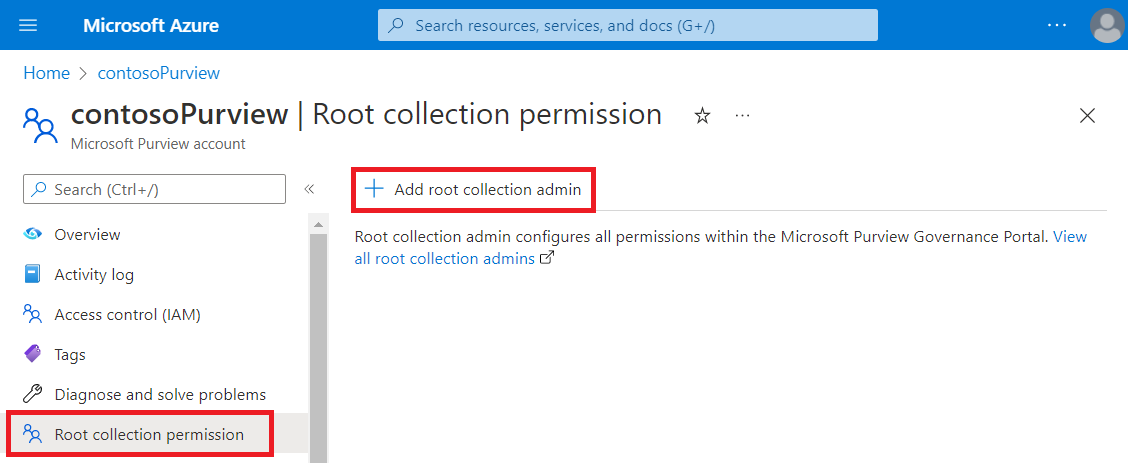 Microsoft Azure
Search resources, services, and docs (G+/)
Home > contosoPurview
contosoPurview | Root collection permission
Microsoft Purview account
Search (Ctrl+/)
Add root collection admin
Root collection admin configures all permissions within the Microsoft Purview Governance Portal. View
all root collection admins
Overview
Activity log
Access control (IAM)
Tags
Diagnose and solve problems
Root collection permission